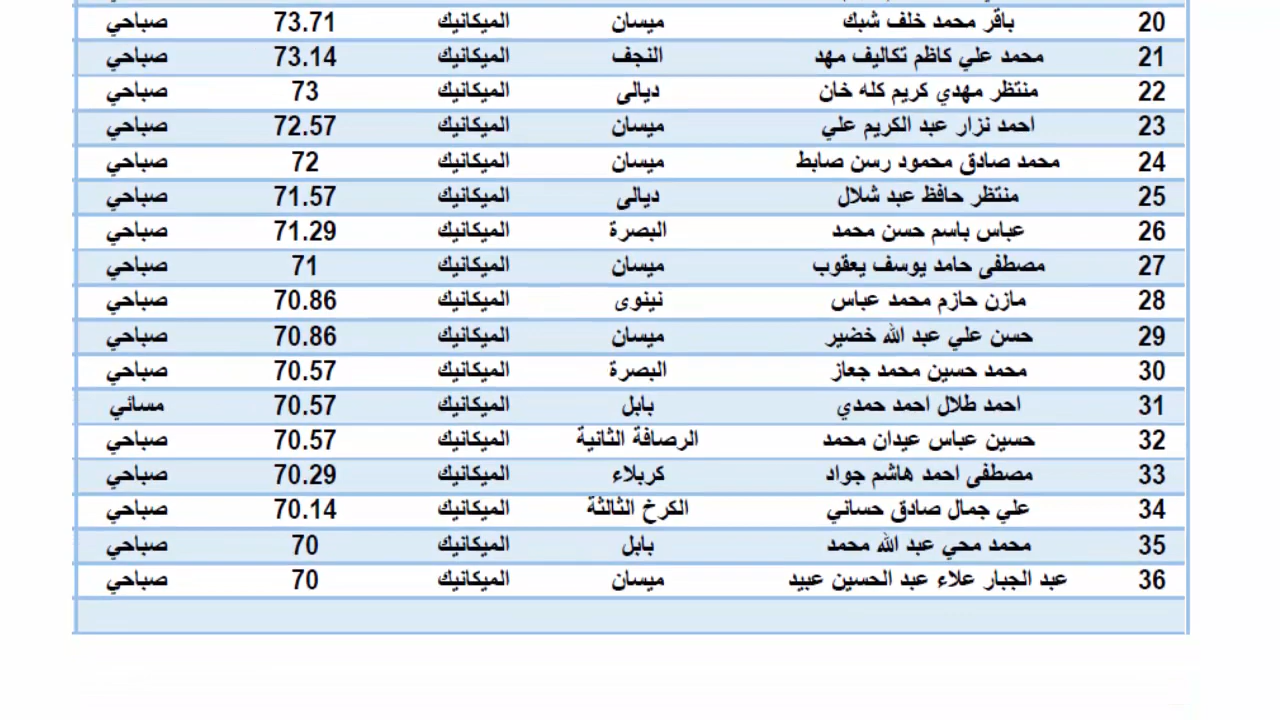 20 باقر محمد خلف شبك ميسان الميكانيك 73.71 صباحي
21 محمد علي كاظم تكاليف مهد النجف الميكانيك 73.14 صباحي
22 منتظر مهدي كريم كله خان ديالى الميكانيك 73 صباحي
23 احمد نزار عبد الكريم علي ميسان الميكانيك 72.57 صباحي
24 محمد صادق محمود رسن صابط ميسان الميكانيك 72 صباحي
25 منتظر حافظ عبد شلال ديالى الميكانيك 71.57 صباحي
26 عباس باسم حسن محمد البصرة الميكانيك 71.29 صباحي
27 مصطفى حامد يوسف يعقوب ميسان الميكانيك 71 صباحي
28 مازن حازم محمد عباس نينوى الميكانيك 70.86 صباحي
29 حسن علي عبد الله خضير ميسان الميكانيك 70.86 صباحي
30 محمد حسين محمد جعاز البصرة الميكانيك 70.57 صباحي
31 احمد طلال احمد حمدي بابل الميكانيك 70.57 مسائي
32 حسين عباس عيدان محمد الرصافة الثانية الميكانيك 70.57 صباحي
33 مصطفى احمد هاشم جواد كربلاء الميكانيك 70.29 صباحي
34 علي جمال صادق حساني الكرخ الثالثة الميكانيك 70.14 صباحي
35 محمد محي عبد الله محمد بابل الميكانيك 70 صباحي
36 عبد الجبار علاء عبد الحسين عبيد ميسان الميكانيك 70 صباحي